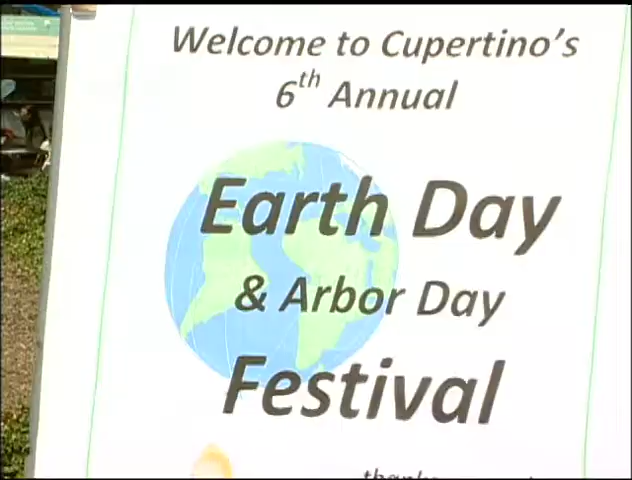 Welcome to Cupertino's
6th Annual
Earth Day
& Arbor Day
Festival